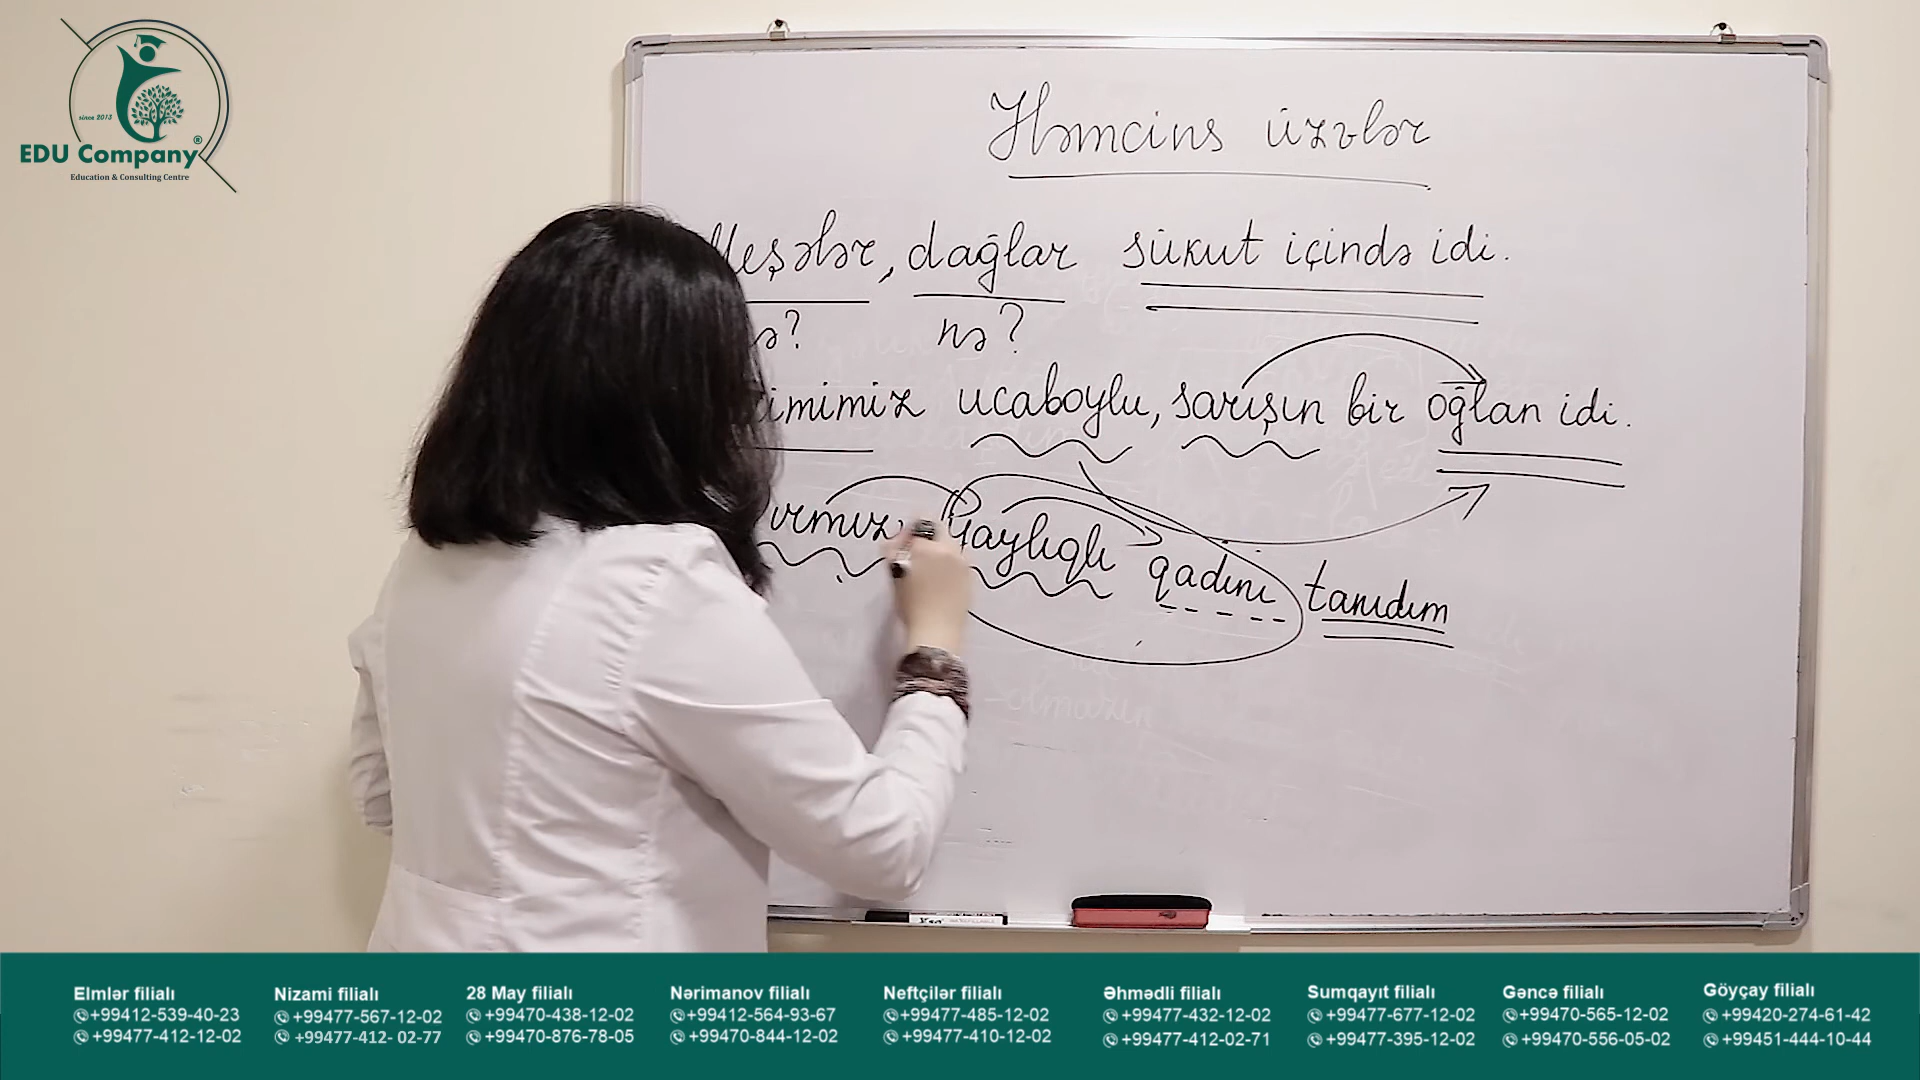 since 2013
EDU Company®
Education & Consulting Centre
Həmcins üzvlər
dağlar sükut içində idi.
nə?
ucaboylu, sarışın bir oğlan idi.
yaylıqlı qadını tanıdım
-olmazın
Elmlər filialı
+99412-539-40-23
+99477-412-12-02
Nizami filialı
+99477-567-12-02
+99477-412- 02-77
28 May filialı
+99470-438-12-02
+99470-876-78-05
Nərimanov filialı
+99412-564-93-67
+99470-844-12-02
Neftçilər filialı
+99477-485-12-02
+99477-410-12-02
Əhmədli filialı
+99477-432-12-02
+99477-412-02-71
Sumqayıt filialı
+99477-677-12-02
+99477-395-12-02
Gəncə filialı
+99470-565-12-02
+99470-556-05-02
Göyçay filialı
+99420-274-61-42
+99451-444-10-44